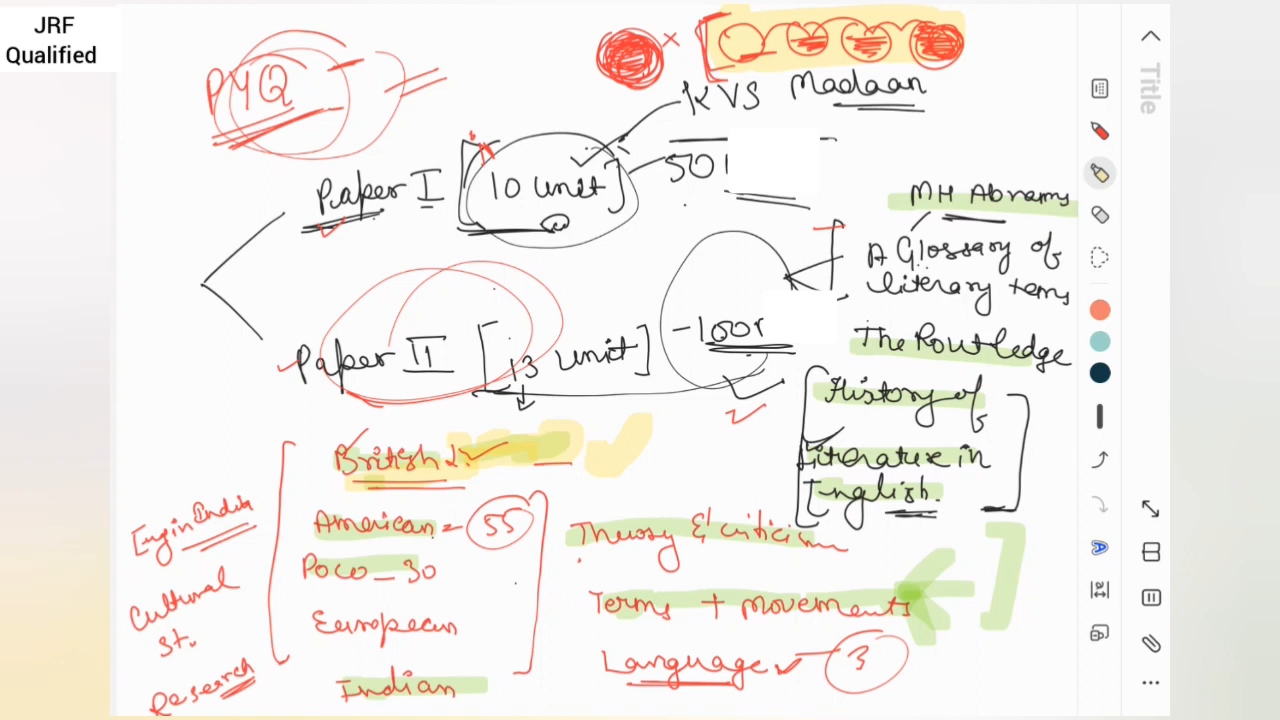 JRF
Qualified
PYQ
KVS Madaan
Paper I [10 unit] 50
MH Abrams
A Glossary of
literary terms
Paper II [13 unit] - 100
The Routledge
History of
Literature in
English.
British L.
American = 55
Poco - 30
European
Indian
Theory & criticism
Terms + movements
Language - 3
Eng in India
Cultural
St.
Research
Title